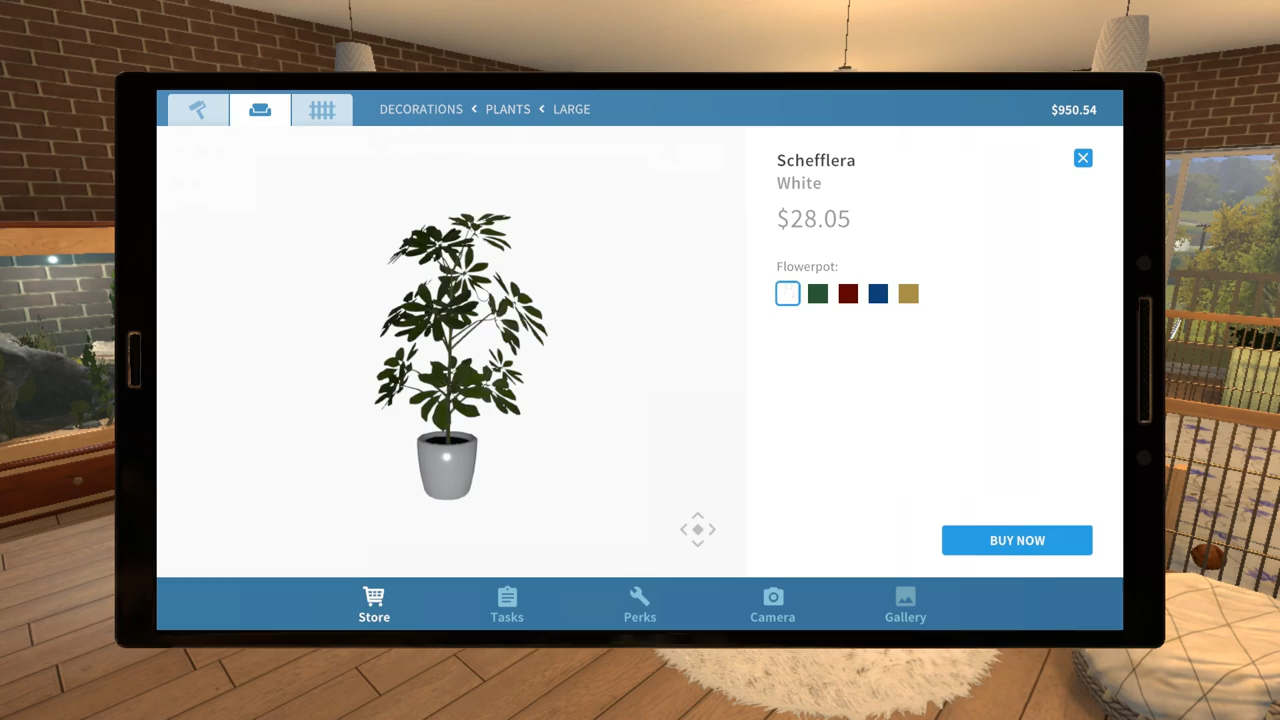 DECORATIONS < PLANTS < LARGE
$950.54
Schefflera
White
$28.05
Flowerpot:
BUY NOW
Store
Tasks
Perks
Camera
Gallery